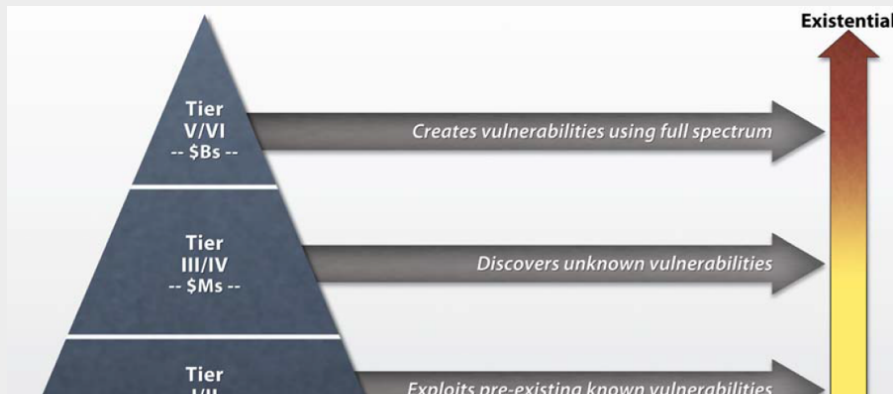 Existential
Tier
V/VI
-- $Bs --
Creates vulnerabilities using full spectrum
Tier
III/IV
-- $Ms --
Discovers unknown vulnerabilities
Tier
I/II
Exploits pre-existing known vulnerabilities